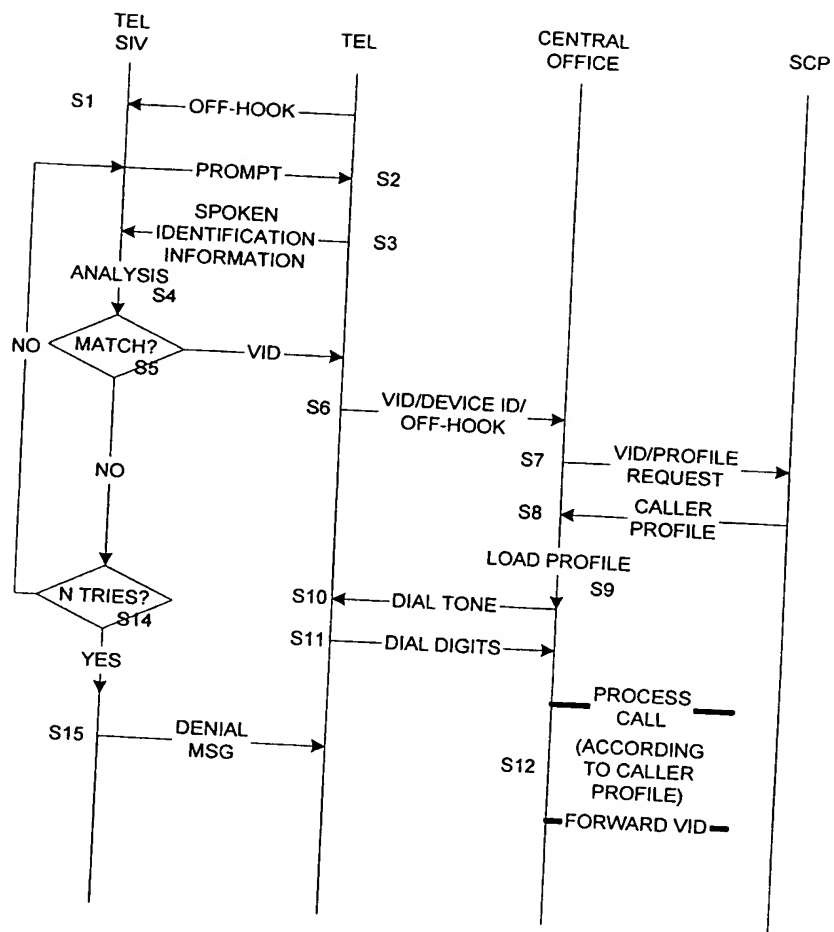 TEL
SIV
TEL
CENTRAL
OFFICE
SCP
S1
OFF-HOOK
PROMPT
S2
SPOKEN
IDENTIFICATION
INFORMATION
S3
ANALYSIS
S4
NO
MATCH?
S5
VID
S6
VID/DEVICE ID/
OFF-HOOK
NO
S7
VID/PROFILE
REQUEST
S8
CALLER
PROFILE
LOAD PROFILE
S9
N TRIES?
S14
S10
DIAL TONE
S11
DIAL DIGITS
YES
PROCESS
CALL
S15
DENIAL
MSG
S12
(ACCORDING
TO CALLER
PROFILE)
FORWARD VID